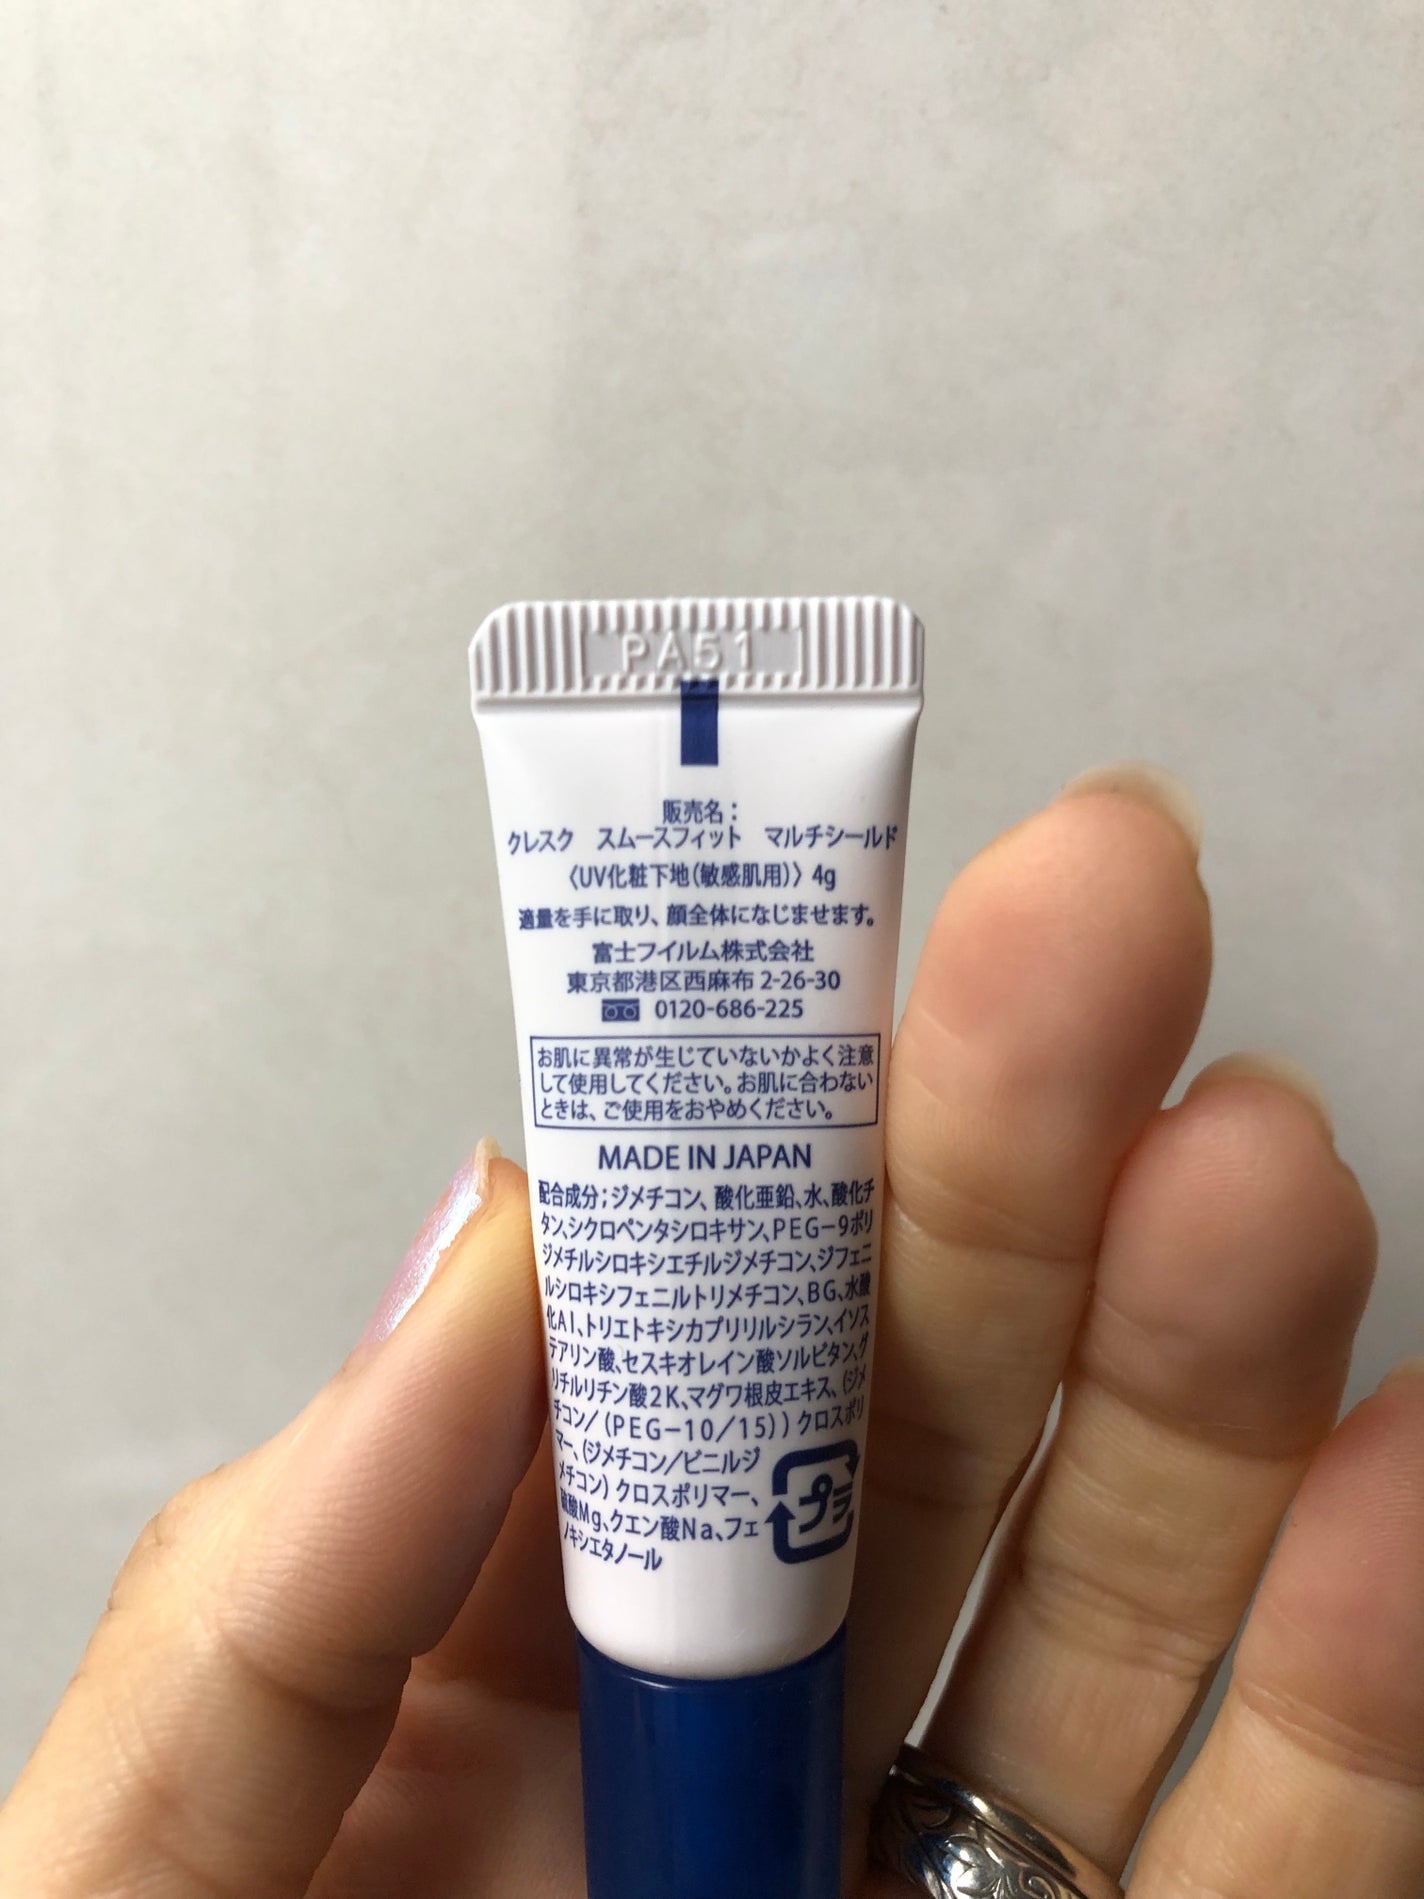 PA51
販売名：
クレスク　スムースフィット　マルチシールド
〈UV化粧下地（敏感肌用）〉 4g
適量を手に取り、顔全体になじませます。
富士フイルム株式会社
東京都港区西麻布 2-26-30
0120-686-225
お肌に異常が生じていないかよく注意
して使用してください。お肌に合わない
ときは、ご使用をおやめください。
MADE IN JAPAN
配合成分；ジメチコン、酸化亜鉛、水、酸化チ
タン、シクロペンタシロキサン、PEG－9ポリ
ジメチルシロキシエチルジメチコン、ジフェニ
ルシロキシフェニルトリメチコン、BG、水酸
化Al、トリエトキシカプリリルシラン、イソス
テアリン酸、セスキオレイン酸ソルビタン、グ
リチルリチン酸2K、マグワ根皮エキス、（ジメ
チコン/（PEG－10/15））クロスポリ
マー、（ジメチコン/ビニルジ
メチコン）クロスポリマー、
硫酸Mg、クエン酸Na、フェ
ノキシエタノール
プラ